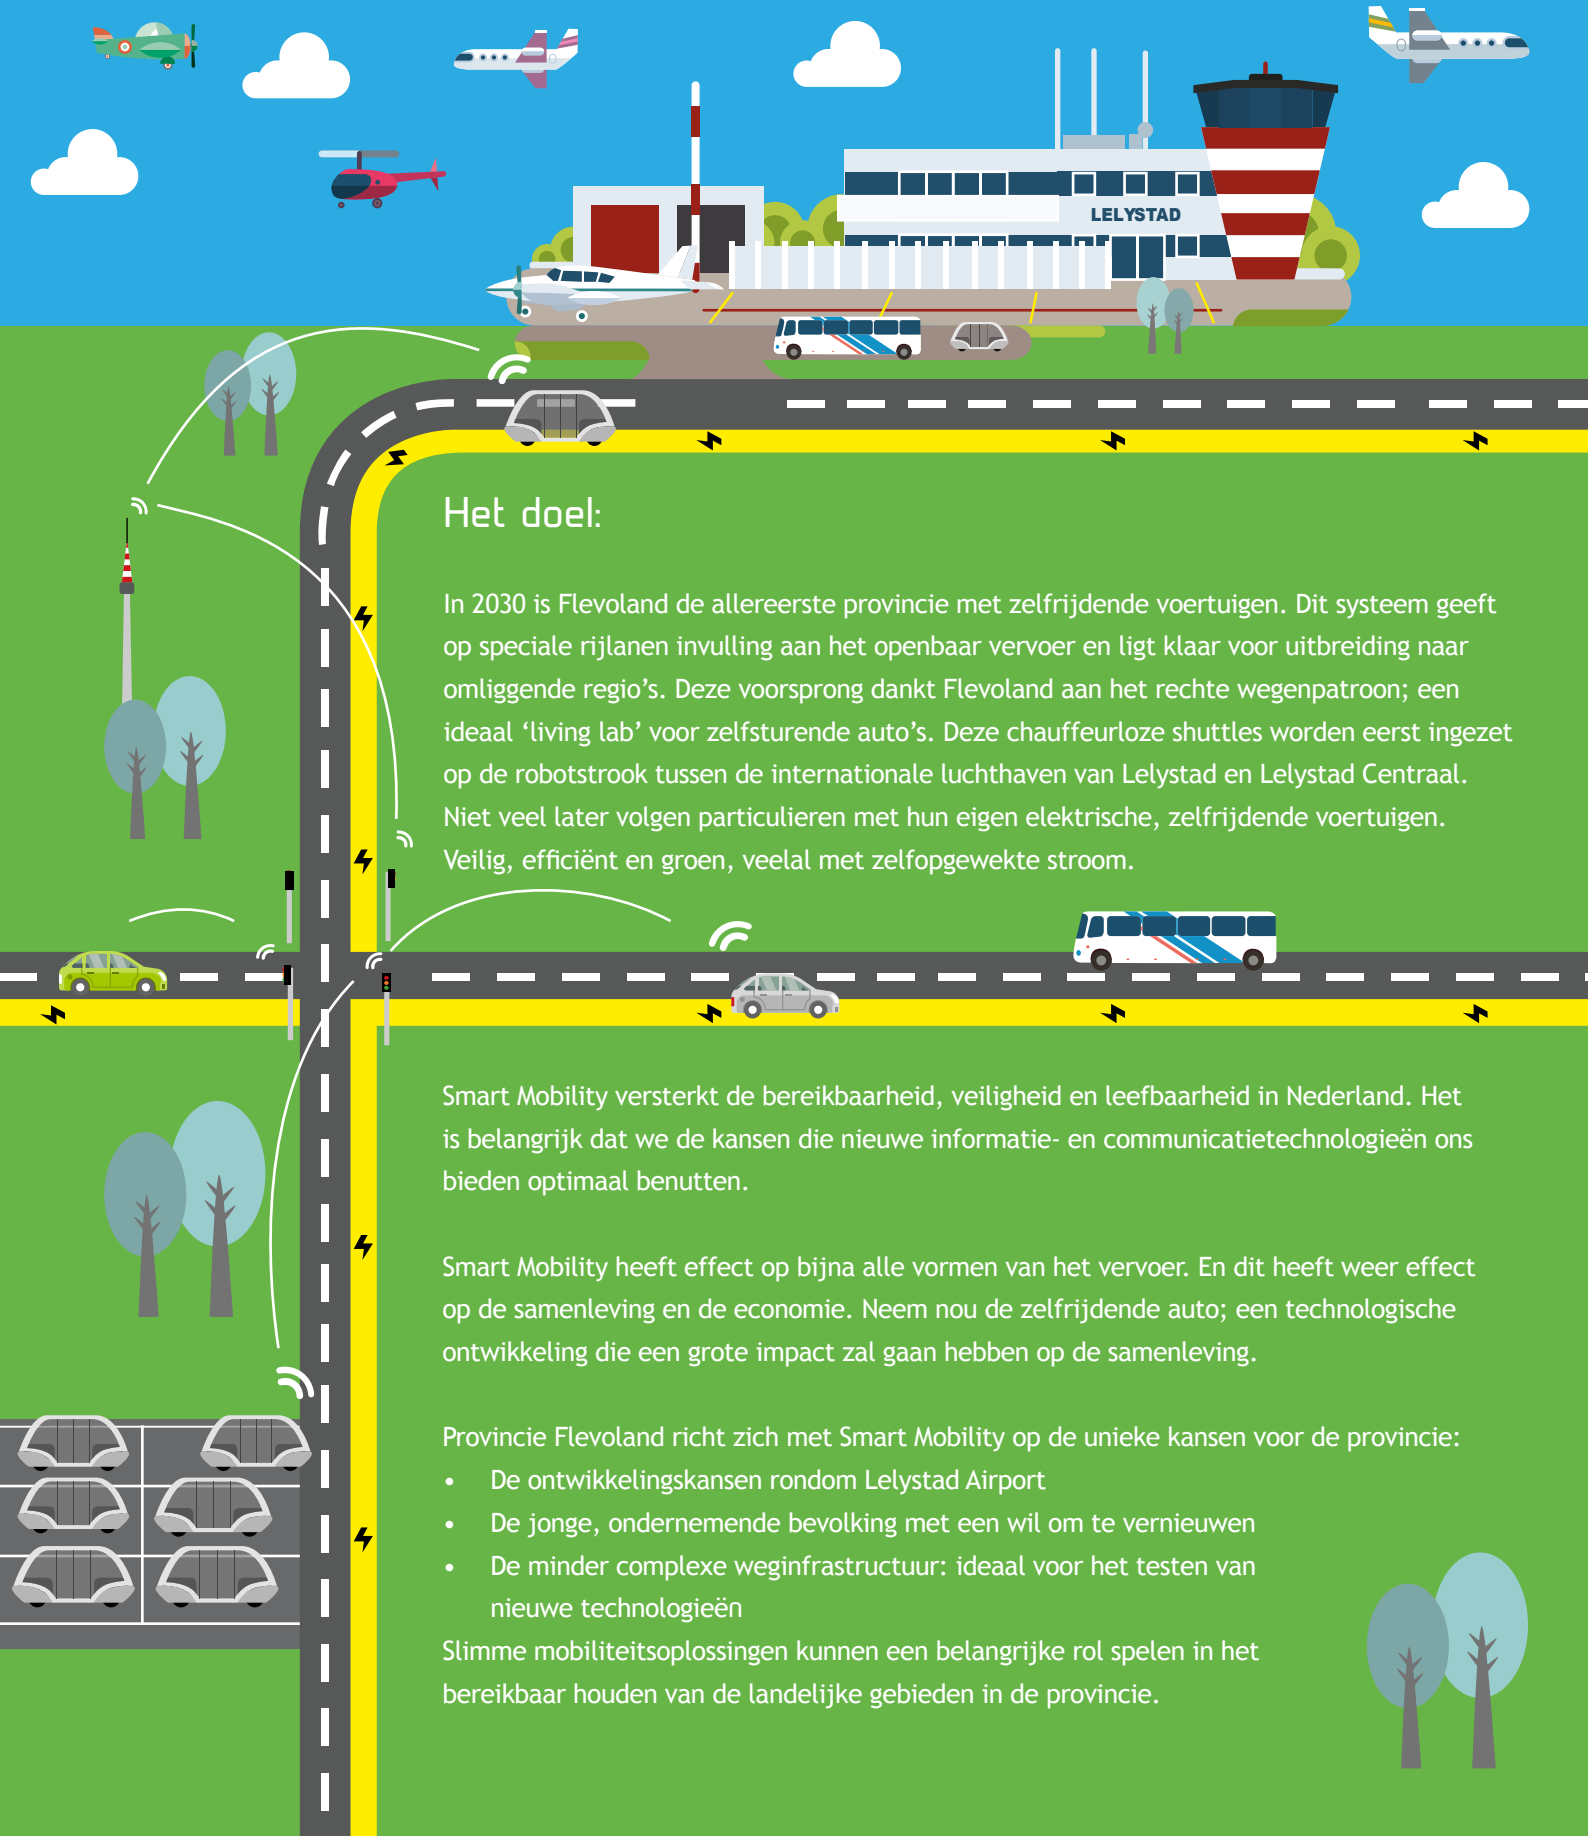 LELYSTAD
Het doel:
In 2030 is Flevoland de allereerste provincie met zelfrijdende voertuigen. Dit systeem geeft
op speciale rijlanen invulling aan het openbaar vervoer en ligt klaar voor uitbreiding naar
omliggende regio’s. Deze voorsprong dankt Flevoland aan het rechte wegenpatroon; een
ideaal ‘living lab’ voor zelfsturende auto’s. Deze chauffeurloze shuttles worden eerst ingezet
op de robotstrook tussen de internationale luchthaven van Lelystad en Lelystad Centraal.
Niet veel later volgen particulieren met hun eigen elektrische, zelfrijdende voertuigen.
Veilig, efficiënt en groen, veelal met zelfopgewekte stroom.
Smart Mobility versterkt de bereikbaarheid, veiligheid en leefbaarheid in Nederland. Het
is belangrijk dat we de kansen die nieuwe informatie- en communicatietechnologieën ons
bieden optimaal benutten.
Smart Mobility heeft effect op bijna alle vormen van het vervoer. En dit heeft weer effect
op de samenleving en de economie. Neem nou de zelfrijdende auto; een technologische
ontwikkeling die een grote impact zal gaan hebben op de samenleving.
Provincie Flevoland richt zich met Smart Mobility op de unieke kansen voor de provincie:
• De ontwikkelingskansen rondom Lelystad Airport
• De jonge, ondernemende bevolking met een wil om te vernieuwen
• De minder complexe weginfrastructuur: ideaal voor het testen van
nieuwe technologieën
Slimme mobiliteitsoplossingen kunnen een belangrijke rol spelen in het
bereikbaar houden van de landelijke gebieden in de provincie.